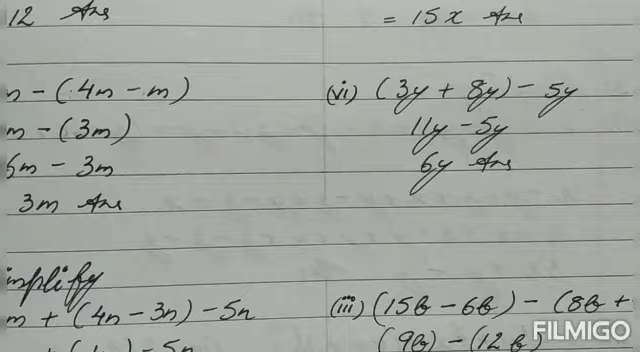 12 Ans
= 15x Ans
- (4m - m)
m - (3m)
6m - 3m
3m Ans
(vi) (3y + 8y) - 5y
11y - 5y
6y Ans
implify
m + (4n - 3n) - 5n
- 5n
(iii) (15b - 6b) - (8b +
(9b) - (12b)
FILMIGO